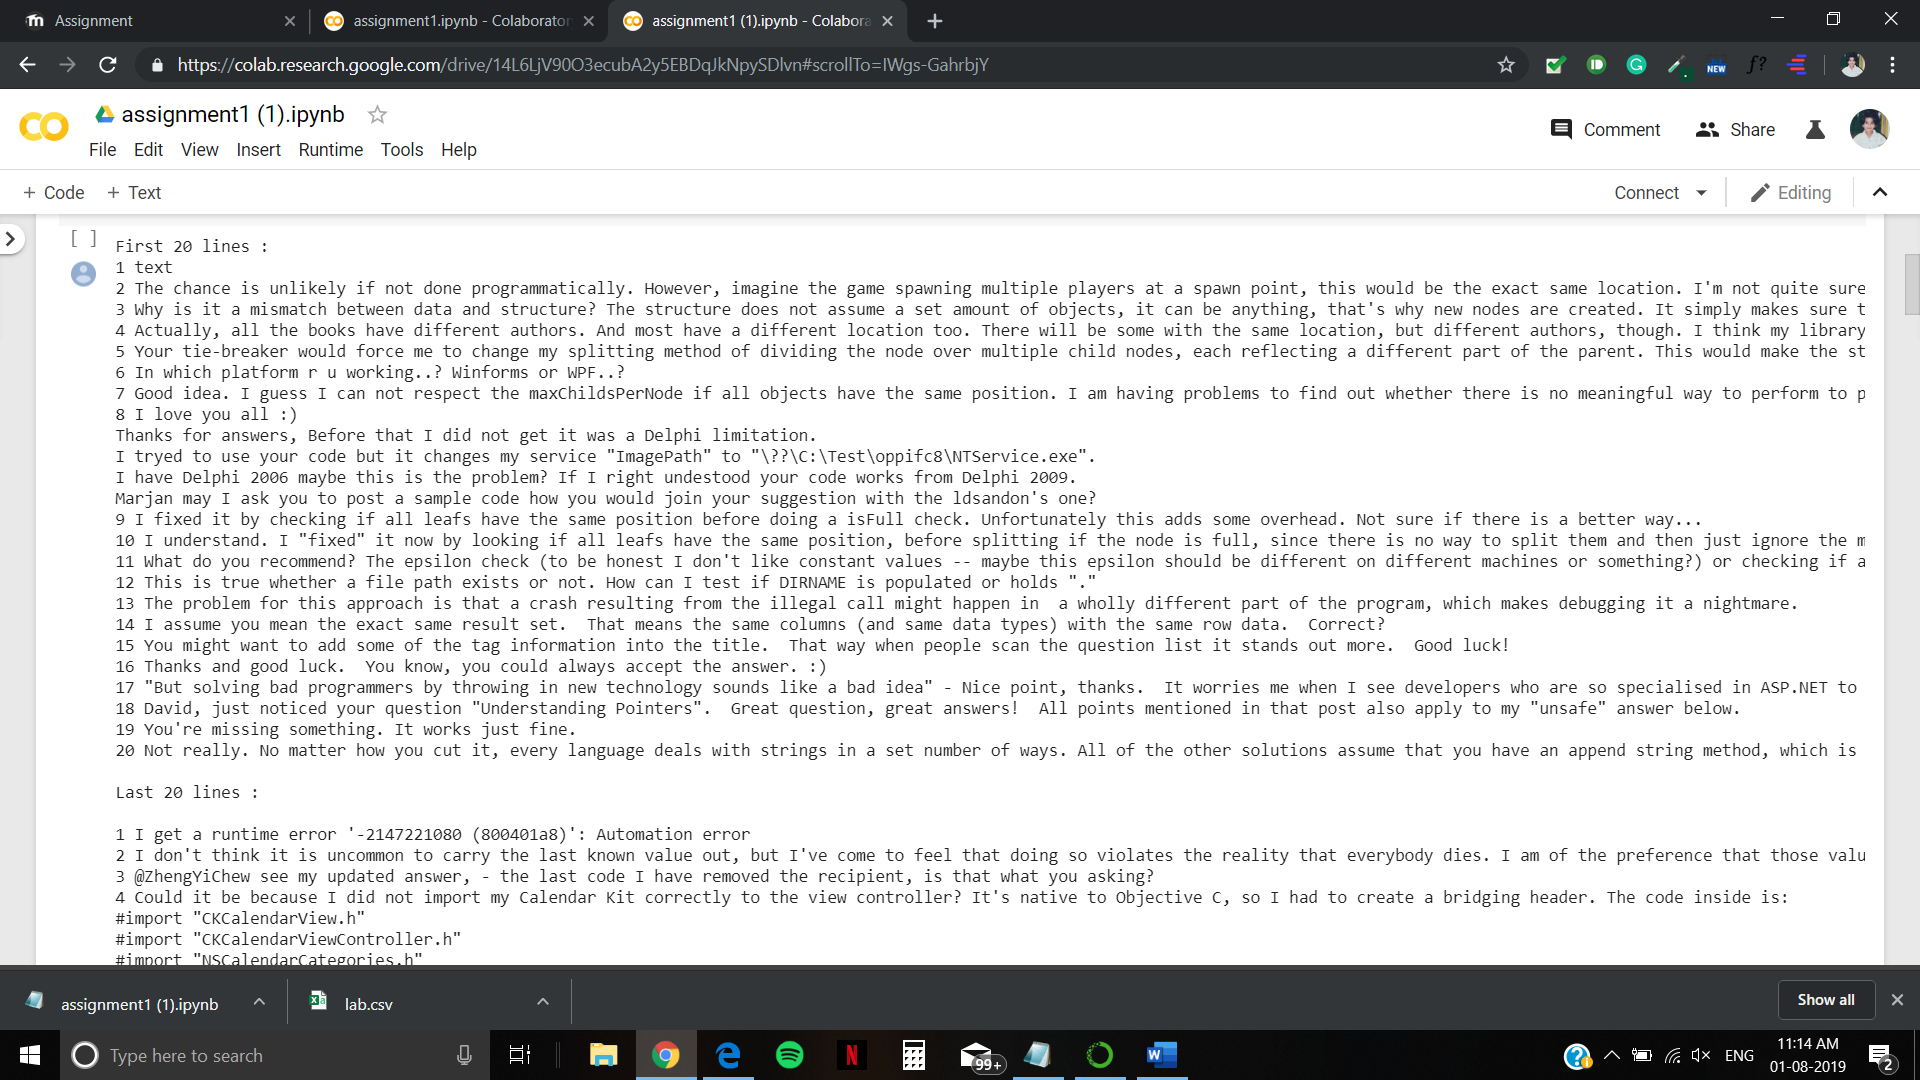 Assignment
assignment1.ipynb - Colaborator
assignment1 (1).ipynb - Colabora
https://colab.research.google.com/drive/14L6LjV90O3ecubA2y5EBDqJkNpySDlvn#scrollTo=IWgs-GahrbjY
NEW
f?
assignment1 (1).ipynb
Comment
Share
File Edit View Insert Runtime Tools Help
+ Code + Text
Connect
Editing
[ ]
First 20 lines :
1 text
2 The chance is unlikely if not done programmatically. However, imagine the game spawning multiple players at a spawn point, this would be the exact same location. I'm not quite sure
3 Why is it a mismatch between data and structure? The structure does not assume a set amount of objects, it can be anything, that's why new nodes are created. It simply makes sure t
4 Actually, all the books have different authors. And most have a different location too. There will be some with the same location, but different authors, though. I think my library
5 Your tie-breaker would force me to change my splitting method of dividing the node over multiple child nodes, each reflecting a different part of the parent. This would make the st
6 In which platform r u working..? Winforms or WPF..?
7 Good idea. I guess I can not respect the maxChildsPerNode if all objects have the same position. I am having problems to find out whether there is no meaningful way to perform to p
8 I love you all :)
Thanks for answers, Before that I did not get it was a Delphi limitation.
I tryed to use your code but it changes my service "ImagePath" to "\??\C:\Test\oppifc8\NTService.exe".
I have Delphi 2006 maybe this is the problem? If I right undestood your code works from Delphi 2009.
Marjan may I ask you to post a sample code how you would join your suggestion with the ldsandon's one?
9 I fixed it by checking if all leafs have the same position before doing a isFull check. Unfortunately this adds some overhead. Not sure if there is a better way...
10 I understand. I "fixed" it now by looking if all leafs have the same position, before splitting if the node is full, since there is no way to split them and then just ignore the m
11 What do you recommend? The epsilon check (to be honest I don't like constant values -- maybe this epsilon should be different on different machines or something?) or checking if a
12 This is true whether a file path exists or not. How can I test if DIRNAME is populated or holds "."
13 The problem for this approach is that a crash resulting from the illegal call might happen in  a wholly different part of the program, which makes debugging it a nightmare.
14 I assume you mean the exact same result set.  That means the same columns (and same data types) with the same row data.  Correct?
15 You might want to add some of the tag information into the title.  That way when people scan the question list it stands out more.  Good luck!
16 Thanks and good luck.  You know, you could always accept the answer. :)
17 "But solving bad programmers by throwing in new technology sounds like a bad idea" - Nice point, thanks.  It worries me when I see developers who are so specialised in ASP.NET to
18 David, just noticed your question "Understanding Pointers".  Great question, great answers!  All points mentioned in that post also apply to my "unsafe" answer below.
19 You're missing something. It works just fine.
20 Not really. No matter how you cut it, every language deals with strings in a set number of ways. All of the other solutions assume that you have an append string method, which is
Last 20 lines :
1 I get a runtime error '-2147221080 (800401a8)': Automation error
2 I don't think it is uncommon to carry the last known value out, but I've come to feel that doing so violates the reality that everybody dies. I am of the preference that those valu
3 @ZhengYiChew see my updated answer, - the last code I have removed the recipient, is that what you asking?
4 Could it be because I did not import my Calendar Kit correctly to the view controller? It's native to Objective C, so I had to create a bridging header. The code inside is:
#import "CKCalendarView.h"
#import "CKCalendarViewController.h"
#import "NSCalendarCategories.h"
assignment1 (1).ipynb
lab.csv
Show all
Type here to search
99+
ENG
11:14 AM
01-08-2019
2